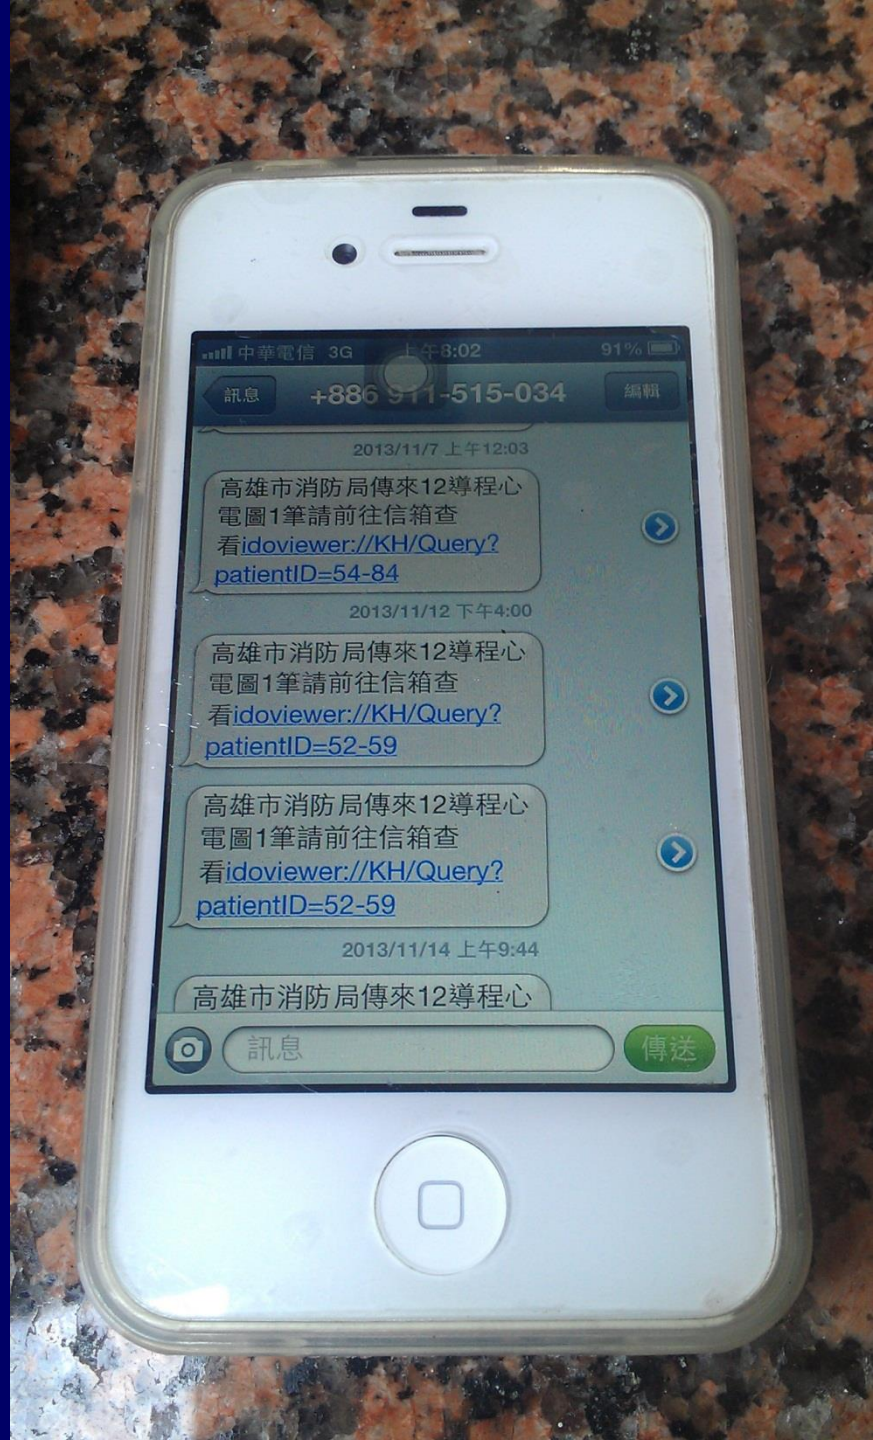 中華電信 3G 上午8:02 91%
訊息 +886 911-515-034 編輯
2013/11/7 上午12:03
高雄市消防局傳來12導程心
電圖1筆請前往信箱查
看idoviewer://KH/Query?
patientID=54-84
2013/11/12 下午4:00
高雄市消防局傳來12導程心
電圖1筆請前往信箱查
看idoviewer://KH/Query?
patientID=52-59
高雄市消防局傳來12導程心
電圖1筆請前往信箱查
看idoviewer://KH/Query?
patientID=52-59
2013/11/14 上午9:44
高雄市消防局傳來12導程心
訊息 傳送